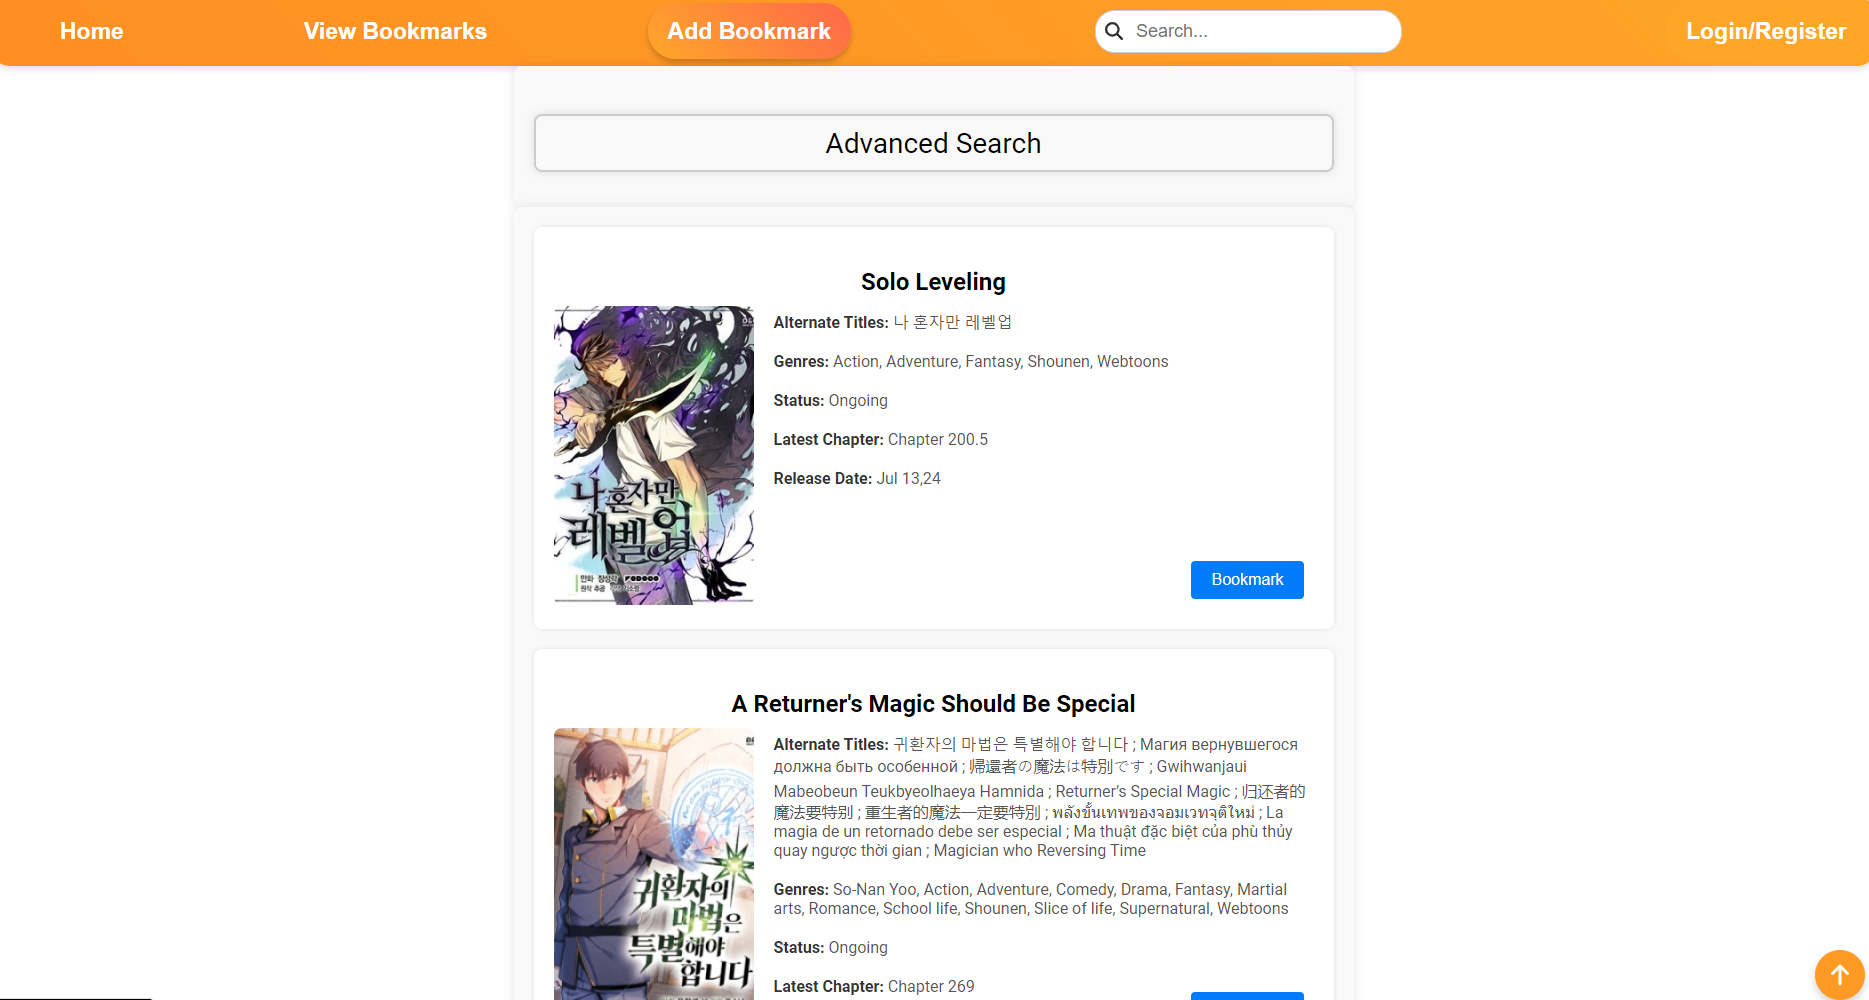 Home
View Bookmarks
Add Bookmark
Search...
Login/Register
Advanced Search
Solo Leveling
Alternate Titles: 나 혼자만 레벨업
Genres: Action, Adventure, Fantasy, Shounen, Webtoons
Status: Ongoing
Latest Chapter: Chapter 200.5
Release Date: Jul 13,24
나 혼자만
레벨업
Bookmark
A Returner's Magic Should Be Special
Alternate Titles: 귀환자의 마법은 특별해야 합니다 ; Магия вернувшегося
должна быть особенной ; 帰還者の魔法は特別です ; Gwihwanjaui
Mabeobeun Teukbyeolhaeya Hamnida ; Returner’s Special Magic ; 归还者的
魔法要特别 ; 重生者的魔法一定要特別 ; พลังขั้นเทพของจอมเวทจุติใหม่ ; La
magia de un retornado debe ser especial ; Ma thuật đặc biệt của phù thủy
quay ngược thời gian ; Magician who Reversing Time
Genres: So-Nan Yoo, Action, Adventure, Comedy, Drama, Fantasy, Martial
arts, Romance, School life, Shounen, Slice of life, Supernatural, Webtoons
Status: Ongoing
Latest Chapter: Chapter 269
귀환자의
마법은
특별해야
합니다